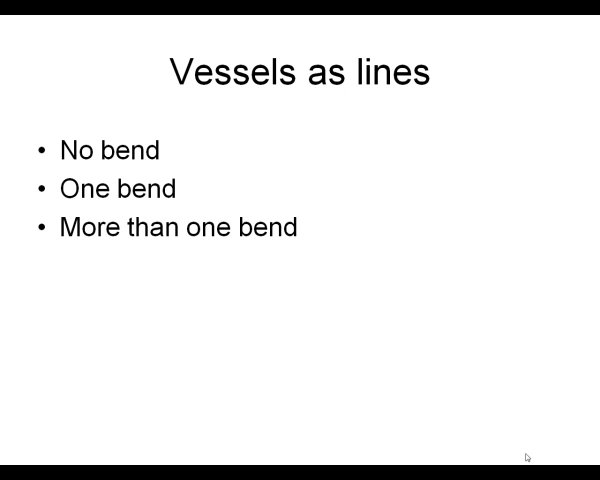 Vessels as lines
• No bend
• One bend
• More than one bend